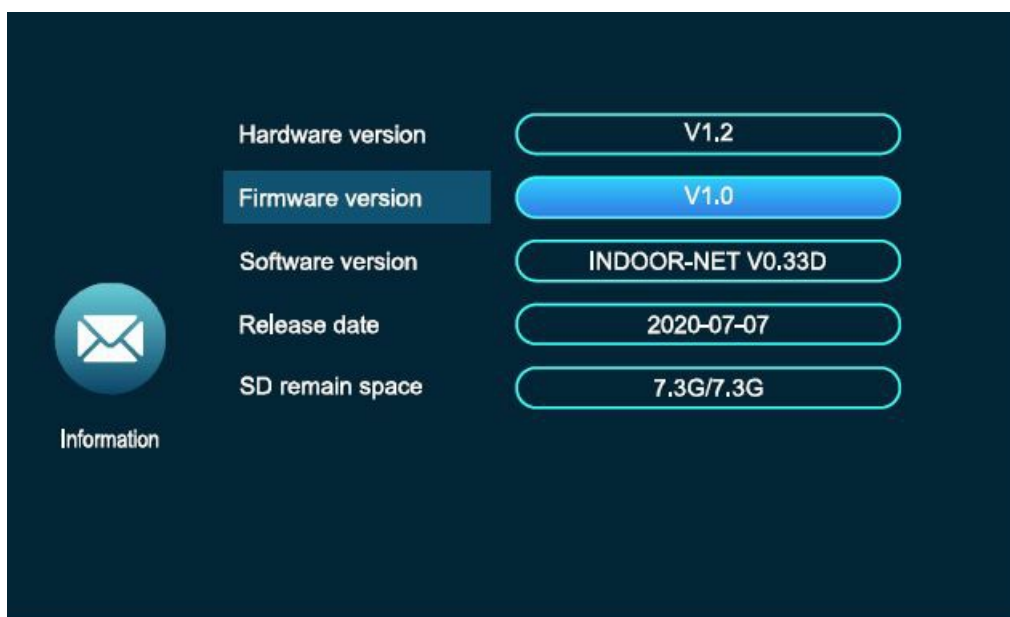 Hardware version V1.2
Firmware version V1.0
Software version INDOOR-NET V0.33D
Release date 2020-07-07
SD remain space 7.3G/7.3G
Information